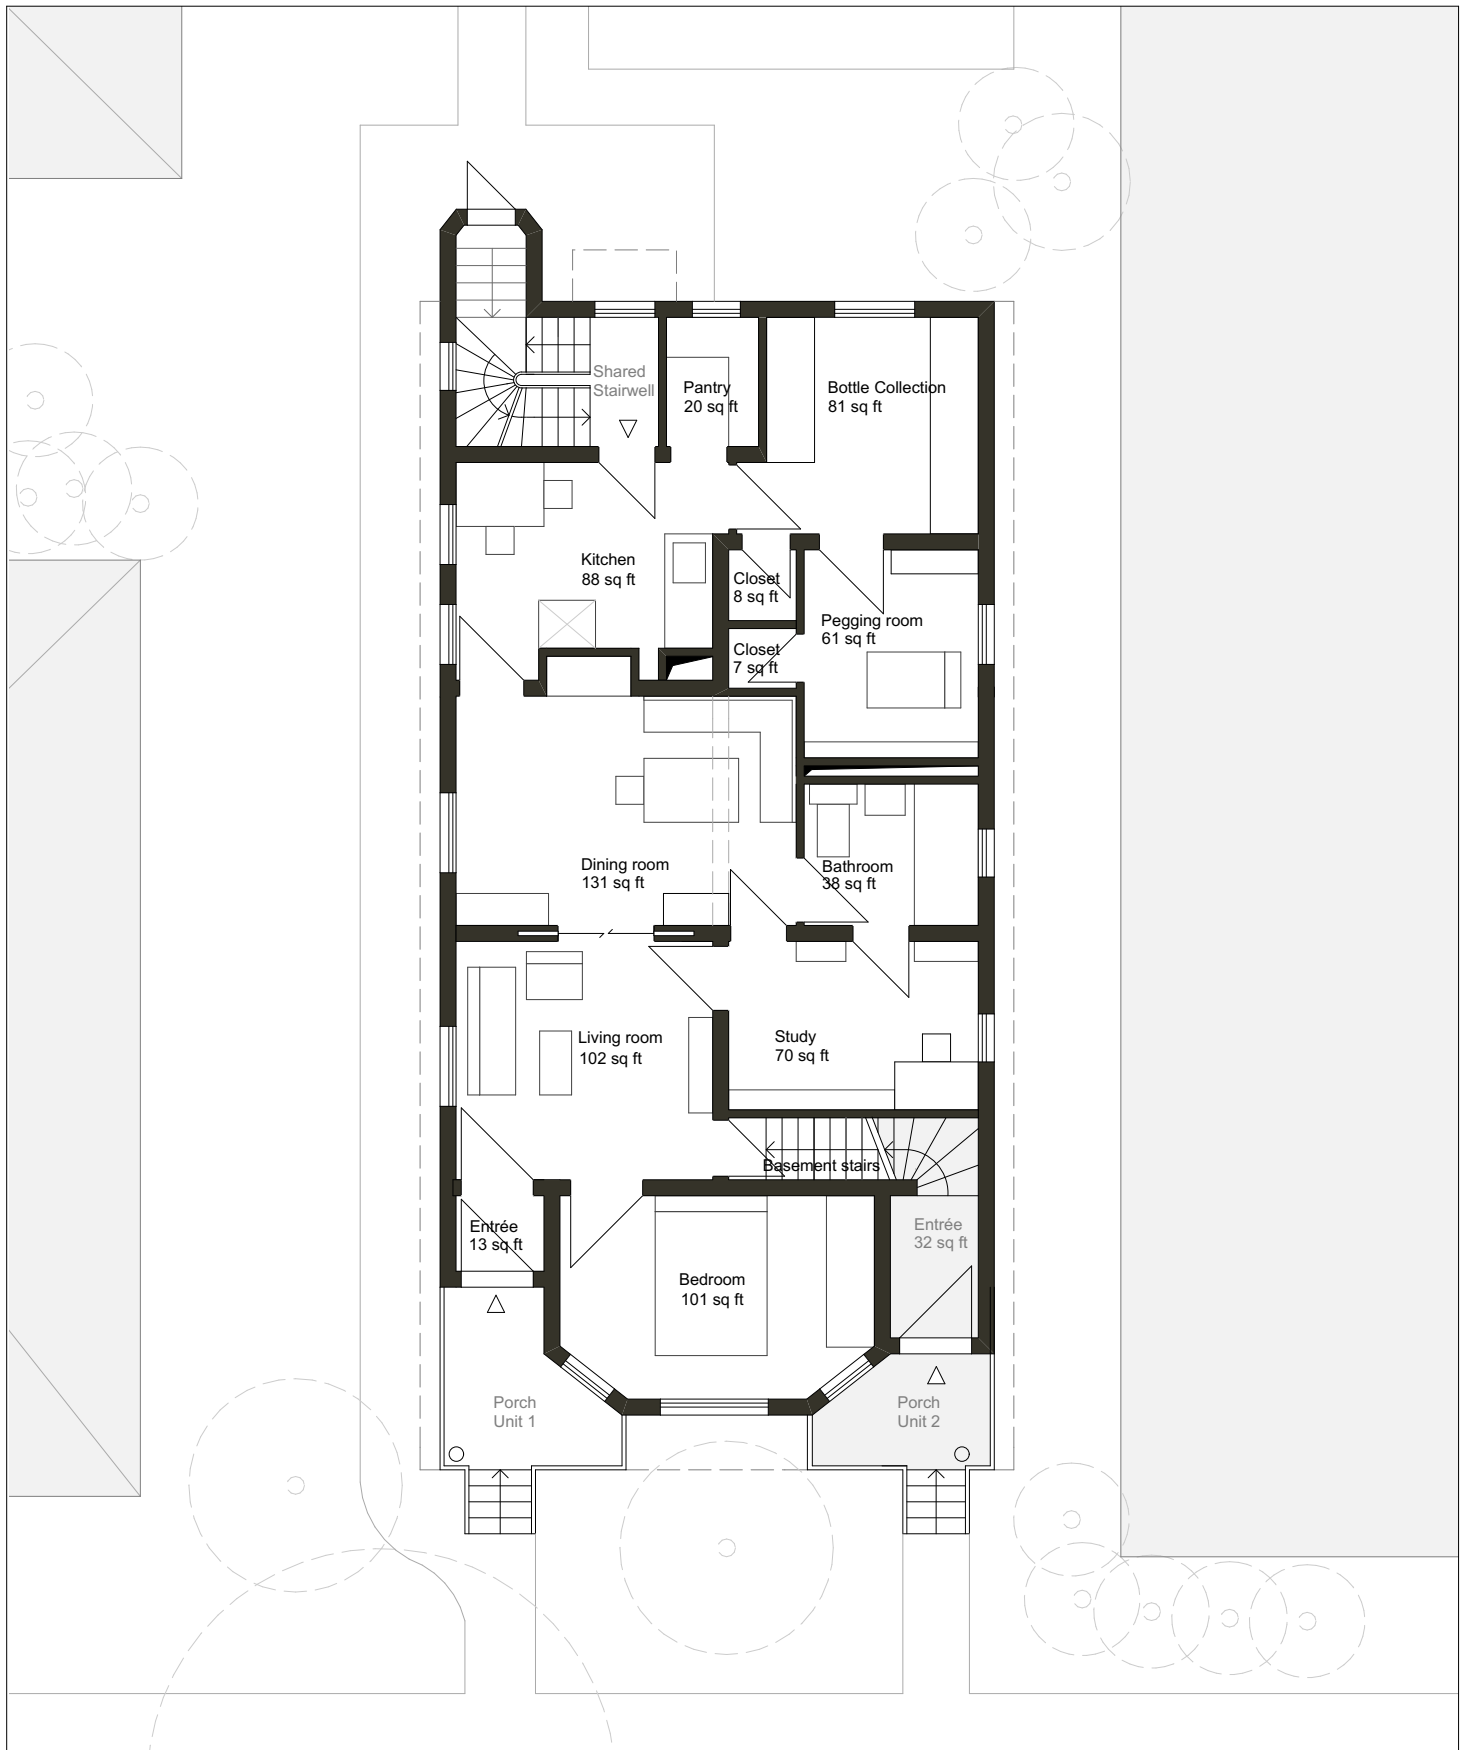 Shared
Stairwell
Pantry
20 sq ft
Bottle Collection
81 sq ft
Kitchen
88 sq ft
Closet
8 sq ft
Pegging room
61 sq ft
Closet
7 sq ft
Dining room
131 sq ft
Bathroom
38 sq ft
Living room
102 sq ft
Study
70 sq ft
Basement stairs
Entrée
13 sq ft
Entrée
32 sq ft
Bedroom
101 sq ft
Porch
Unit 1
Porch
Unit 2